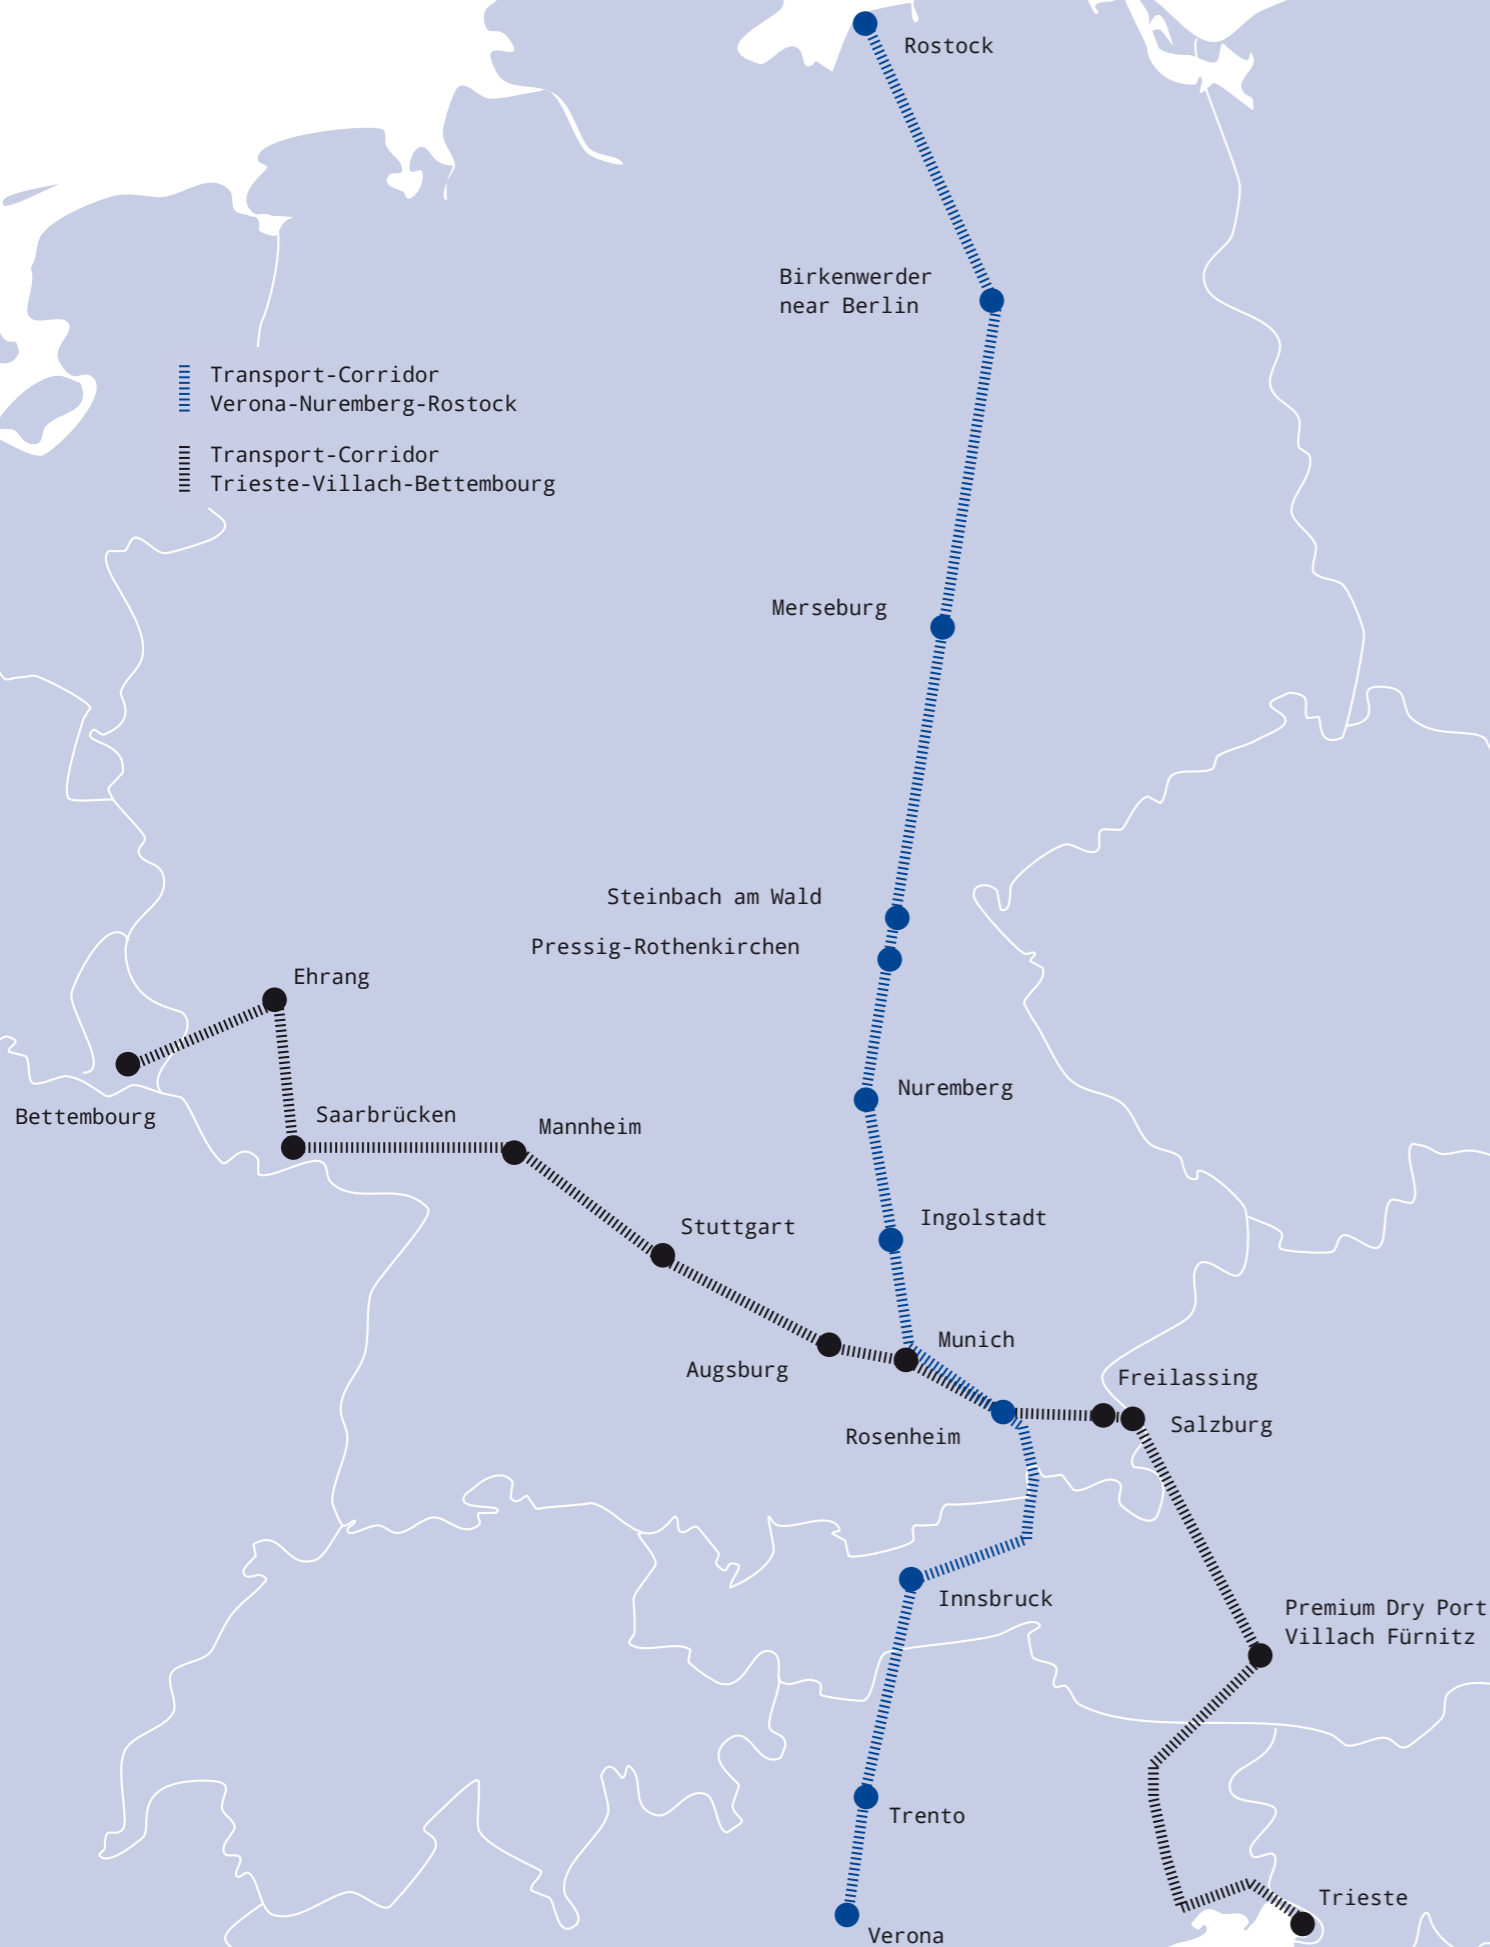 Rostock
Birkenwerder
near Berlin
Transport-Corridor
Verona-Nuremberg-Rostock
Transport-Corridor
Trieste-Villach-Bettembourg
Merseburg
Steinbach am Wald
Pressig-Rothenkirchen
Ehrang
Nuremberg
Bettembourg
Saarbrücken
Mannheim
Ingolstadt
Stuttgart
Munich
Augsburg
Freilassing
Rosenheim
Salzburg
Innsbruck
Premium Dry Port
Villach Fürnitz
Trento
Trieste
Verona